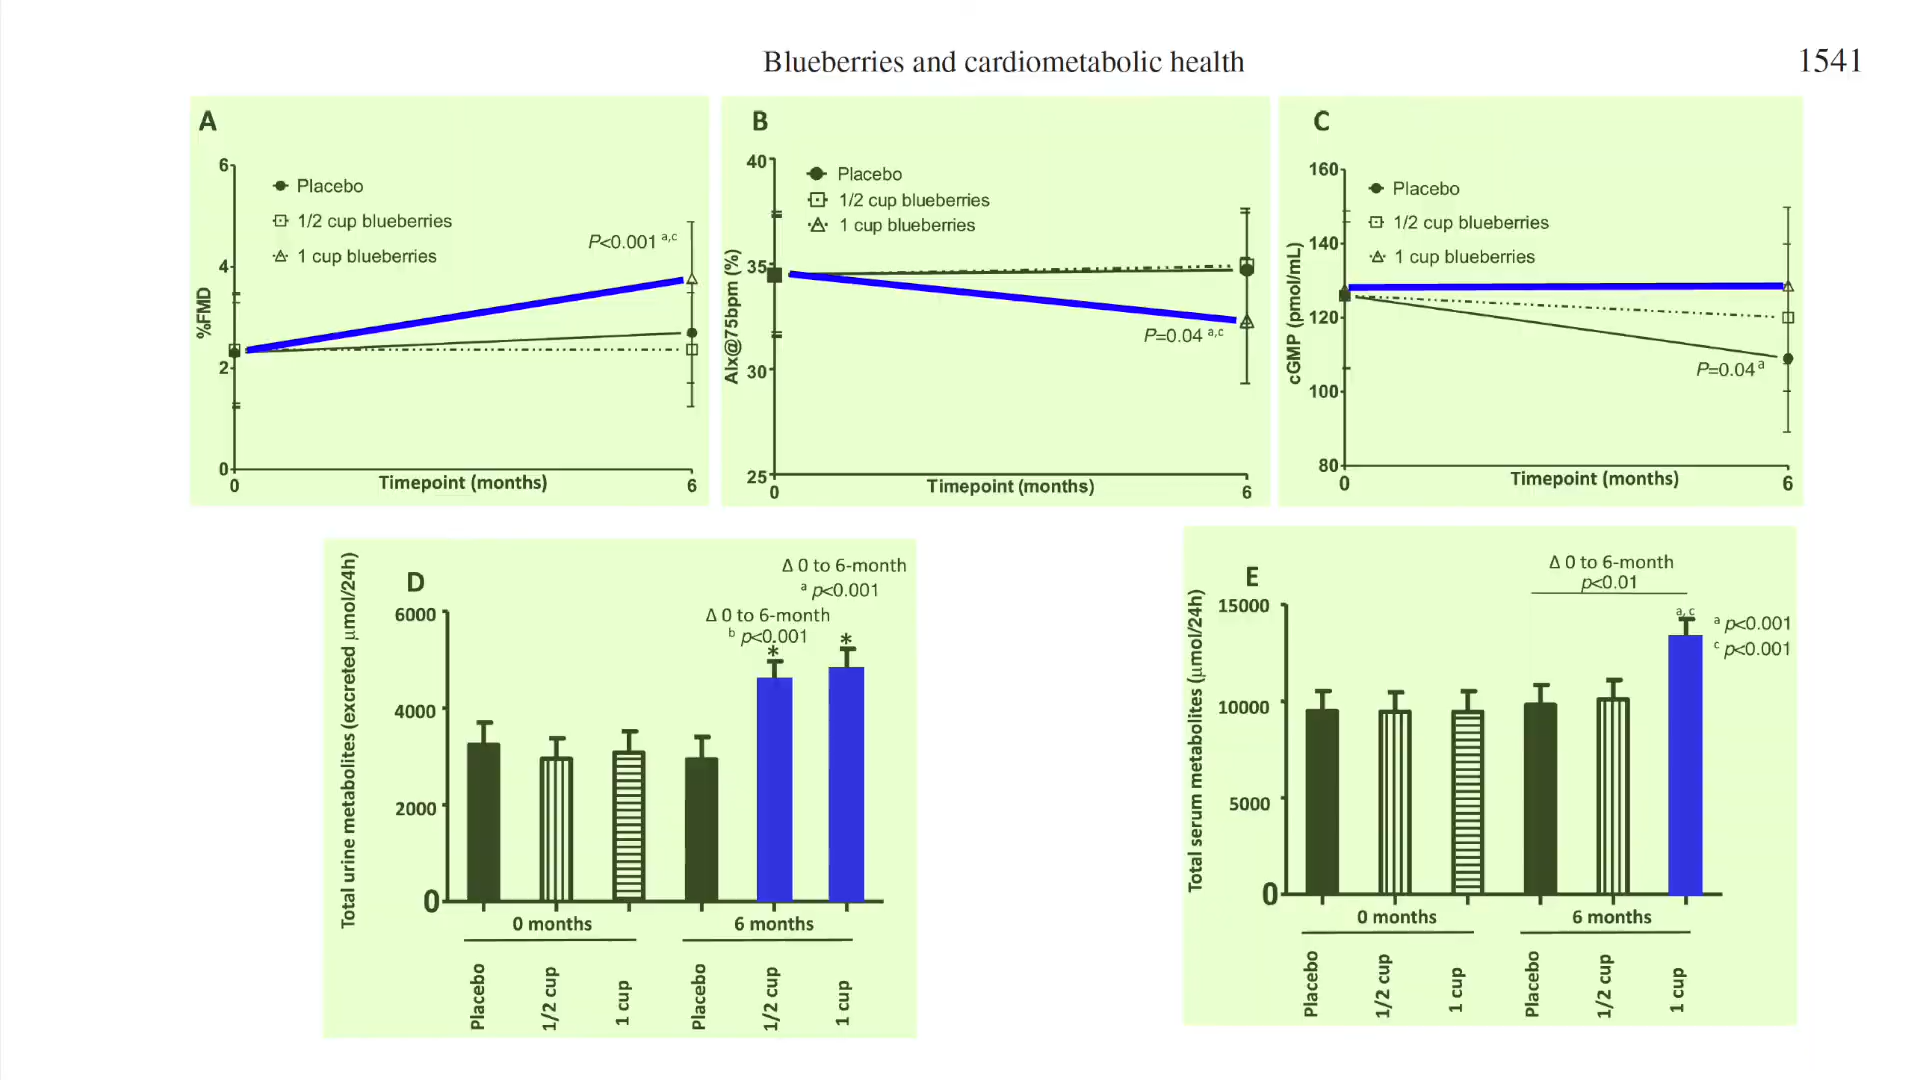 Blueberries and cardiometabolic health
1541
A
6
4
2
0
%FMD
Placebo
1/2 cup blueberries
1 cup blueberries
P<0.001 a,c
0
Timepoint (months)
6
B
40
35
30
25
AIx@75bpm (%)
Placebo
1/2 cup blueberries
1 cup blueberries
P=0.04 a,c
0
Timepoint (months)
6
C
160
140
120
100
80
cGMP (pmol/mL)
Placebo
1/2 cup blueberries
1 cup blueberries
P=0.04 a
0
Timepoint (months)
6
D
Total urine metabolites (excreted µmol/24h)
6000
4000
2000
0
Δ 0 to 6-month
a p<0.001
Δ 0 to 6-month
b p<0.001
*
*
0 months
6 months
Placebo
1/2 cup
1 cup
Placebo
1/2 cup
1 cup
E
Total serum metabolites (µmol/24h)
15000
10000
5000
0
Δ 0 to 6-month
p<0.01
a, c
a p<0.001
c p<0.001
0 months
6 months
Placebo
1/2 cup
1 cup
Placebo
1/2 cup
1 cup